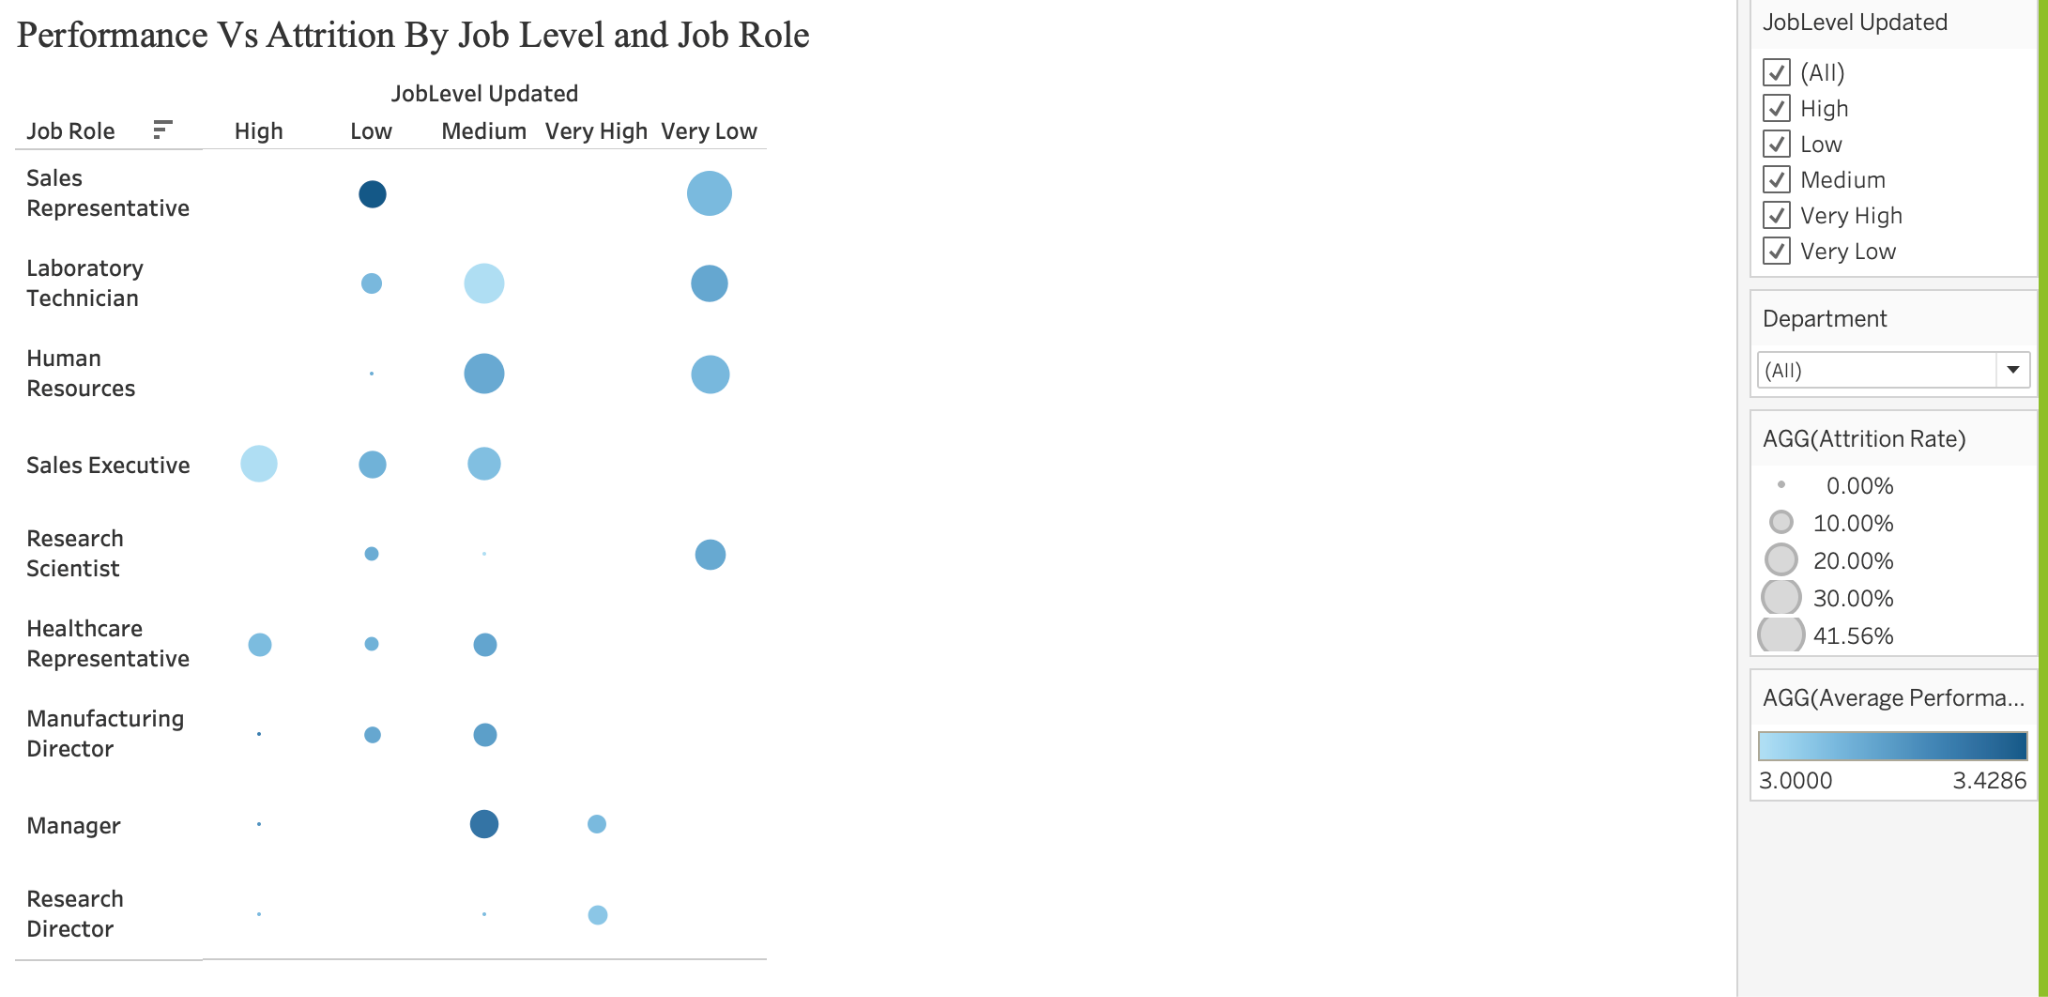 Performance Vs Attrition By Job Level and Job Role
JobLevel Updated
Job Role
High
Low
Medium
Very High
Very Low
Sales
Representative
Laboratory
Technician
Human
Resources
Sales Executive
Research
Scientist
Healthcare
Representative
Manufacturing
Director
Manager
Research
Director
JobLevel Updated
(All)
High
Low
Medium
Very High
Very Low
Department
(All)
AGG(Attrition Rate)
0.00%
10.00%
20.00%
30.00%
41.56%
AGG(Average Performa...
3.0000
3.4286